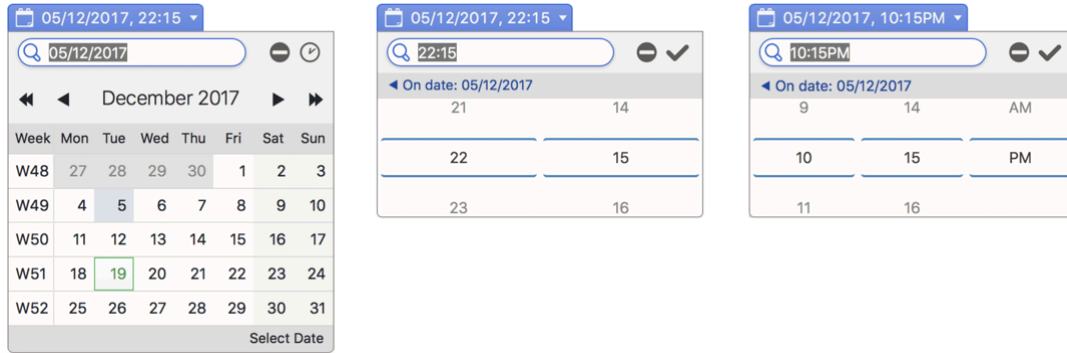 05/12/2017, 22:15
05/12/2017
December 2017
Week Mon Tue Wed Thu Fri Sat Sun
W48 27 28 29 30 1 2 3
W49 4 5 6 7 8 9 10
W50 11 12 13 14 15 16 17
W51 18 19 20 21 22 23 24
W52 25 26 27 28 29 30 31
Select Date
05/12/2017, 22:15
22:15
On date: 05/12/2017
21 14
22 15
23 16
05/12/2017, 10:15PM
10:15PM
On date: 05/12/2017
9 14 AM
10 15 PM
11 16